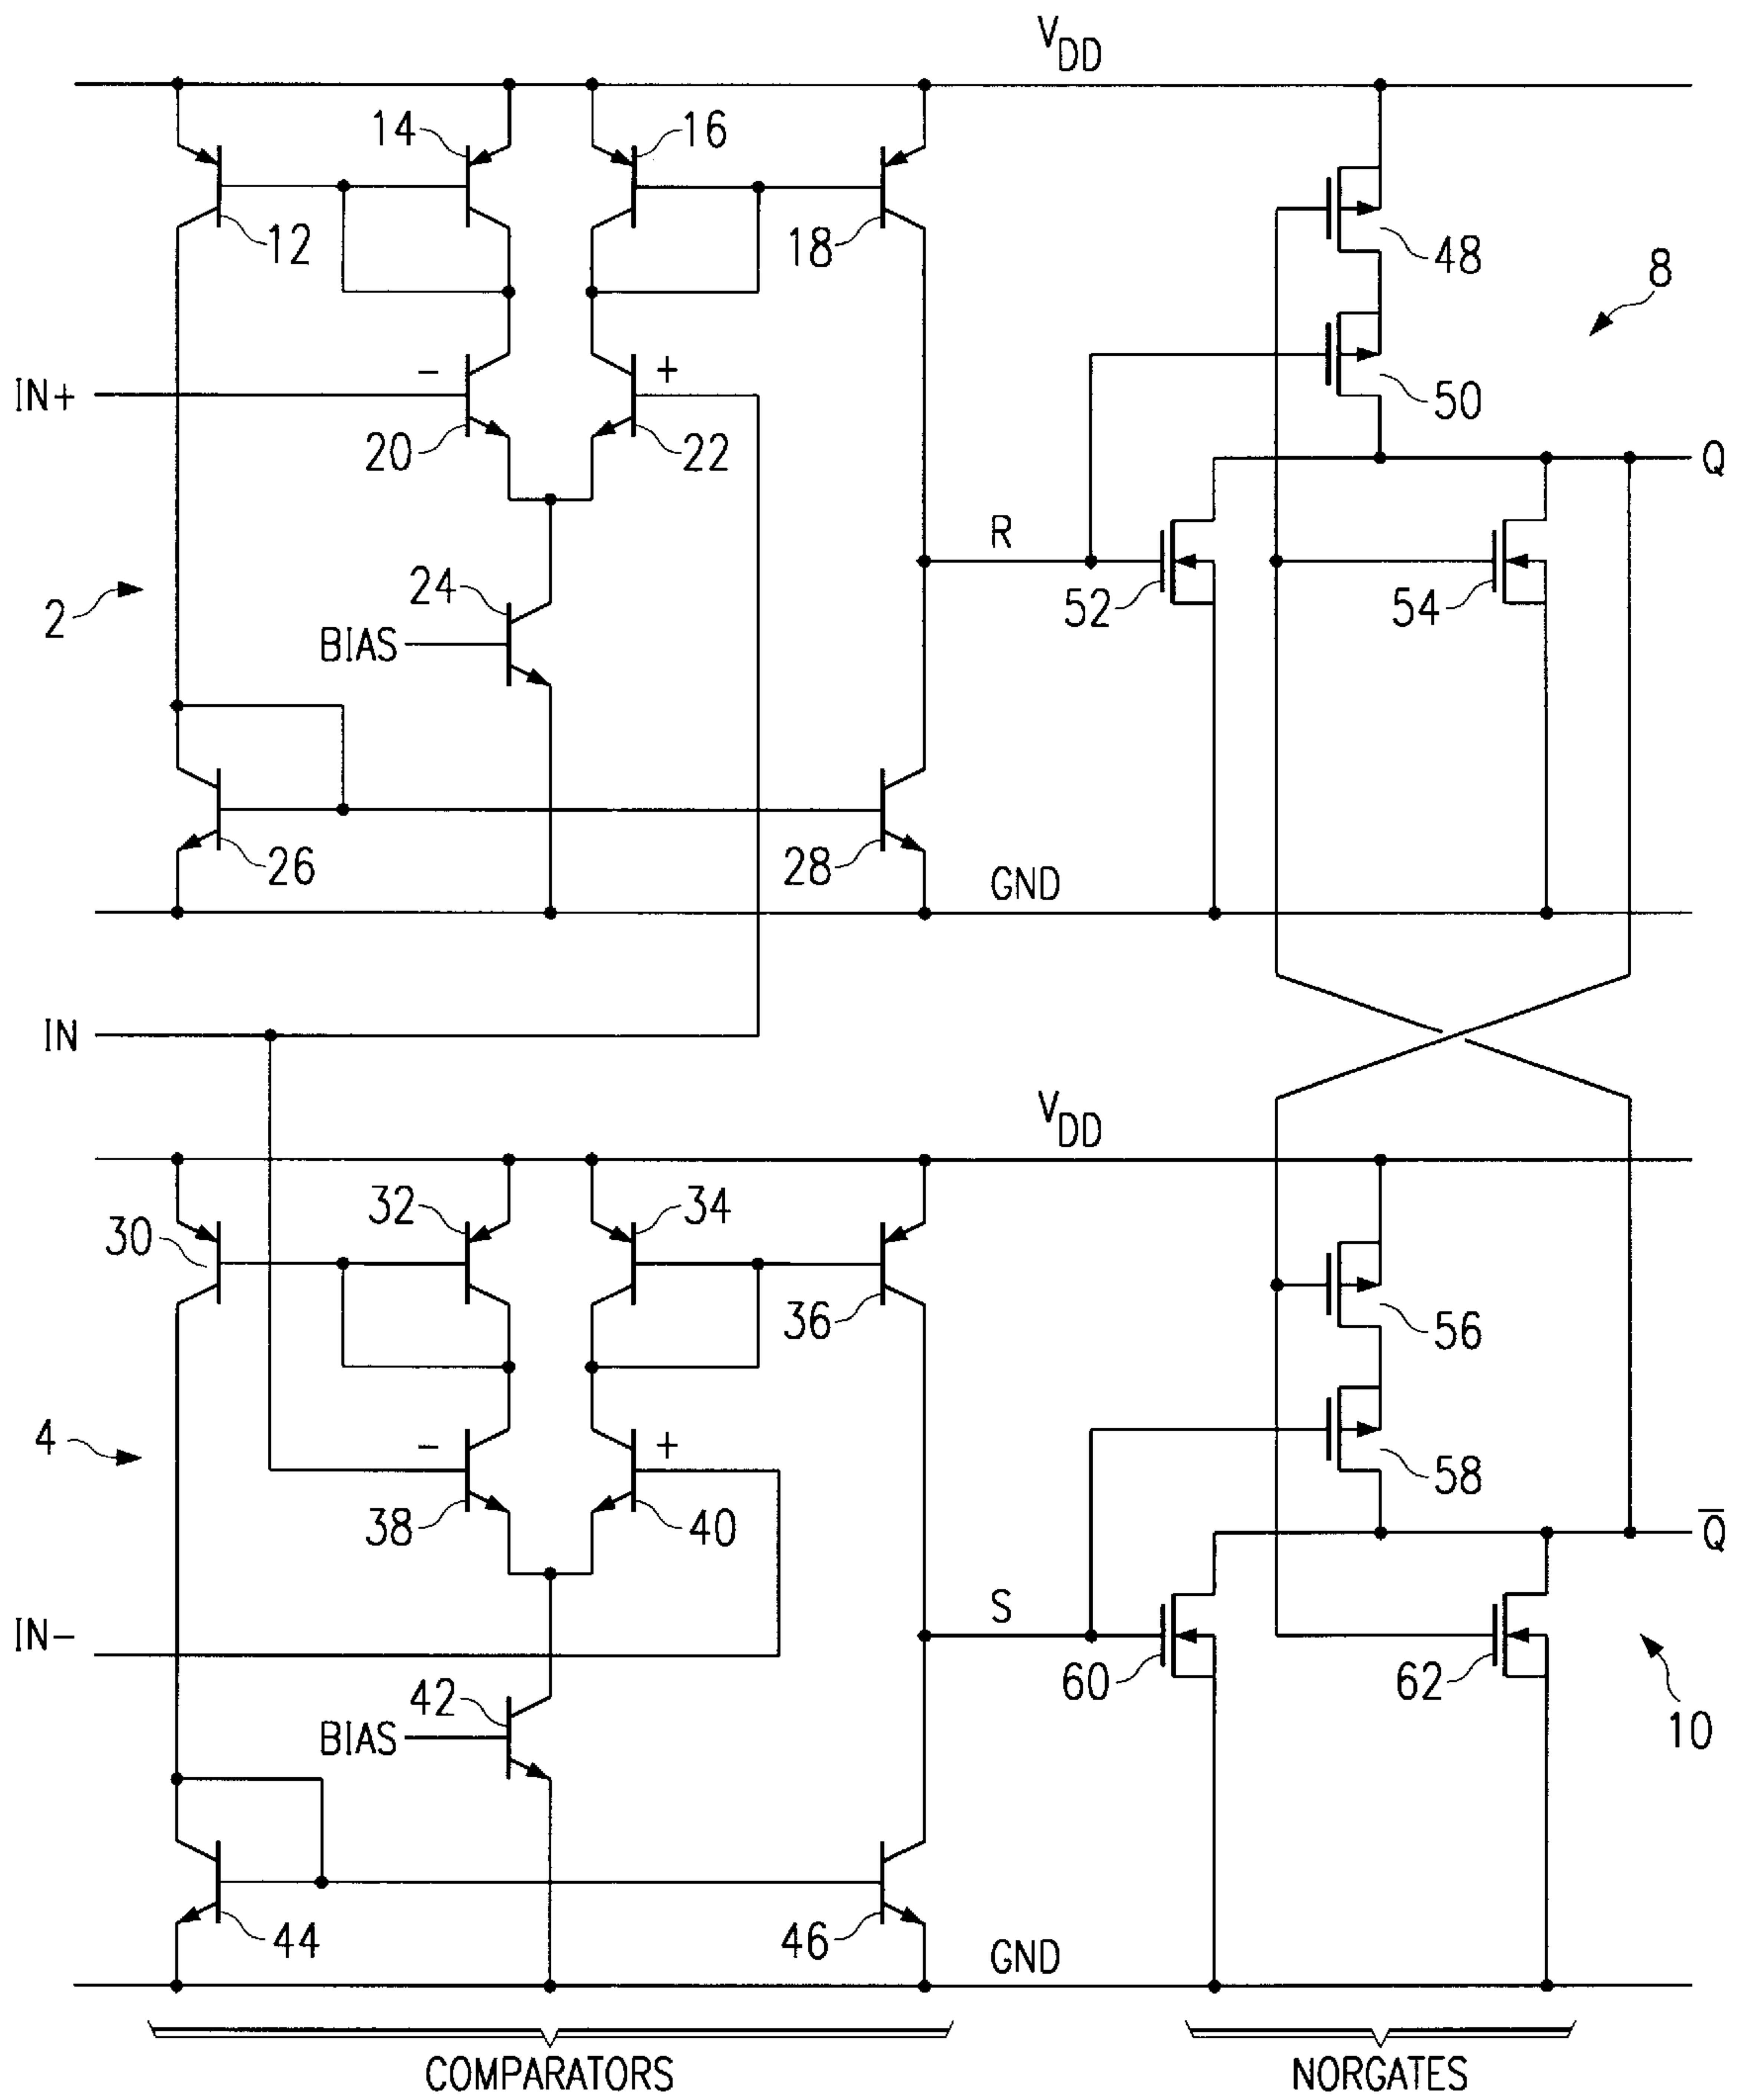 VDD
14
16
12
18
48
8
IN+
-
+
50
20
22
Q
R
24
2
BIAS
52
54
26
28
GND
IN
VDD
32
34
30
36
56
4
-
+
58
38
40
Q̅
S
IN-
42
60
62
BIAS
10
44
46
GND
COMPARATORS
NORGATES